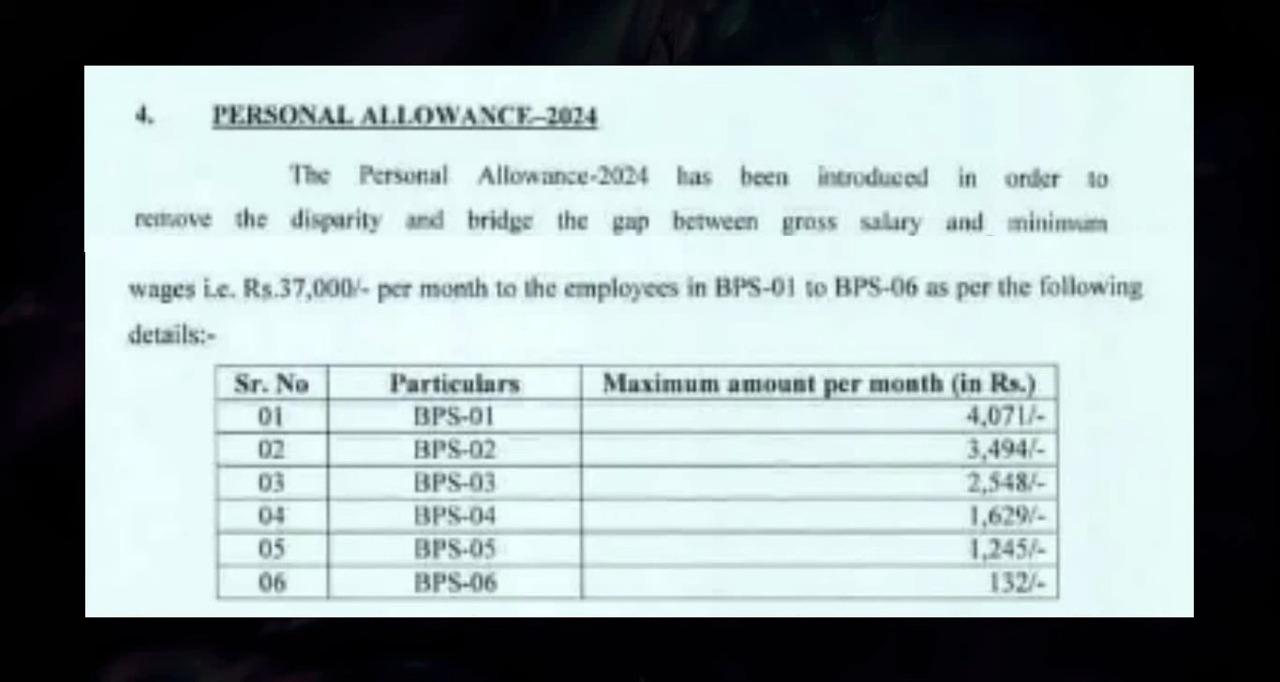 4. PERSONAL ALLOWANCE–2024
The Personal Allowance-2024 has been introduced in order to
remove the disparity and bridge the gap between gross salary and minimum
wages i.e. Rs.37,000/- per month to the employees in BPS-01 to BPS-06 as per the following
details:-
Sr. No Particulars Maximum amount per month (in Rs.)
01 BPS-01 4,071/-
02 BPS-02 3,494/-
03 BPS-03 2,548/-
04 BPS-04 1,629/-
05 BPS-05 1,245/-
06 BPS-06 132/-